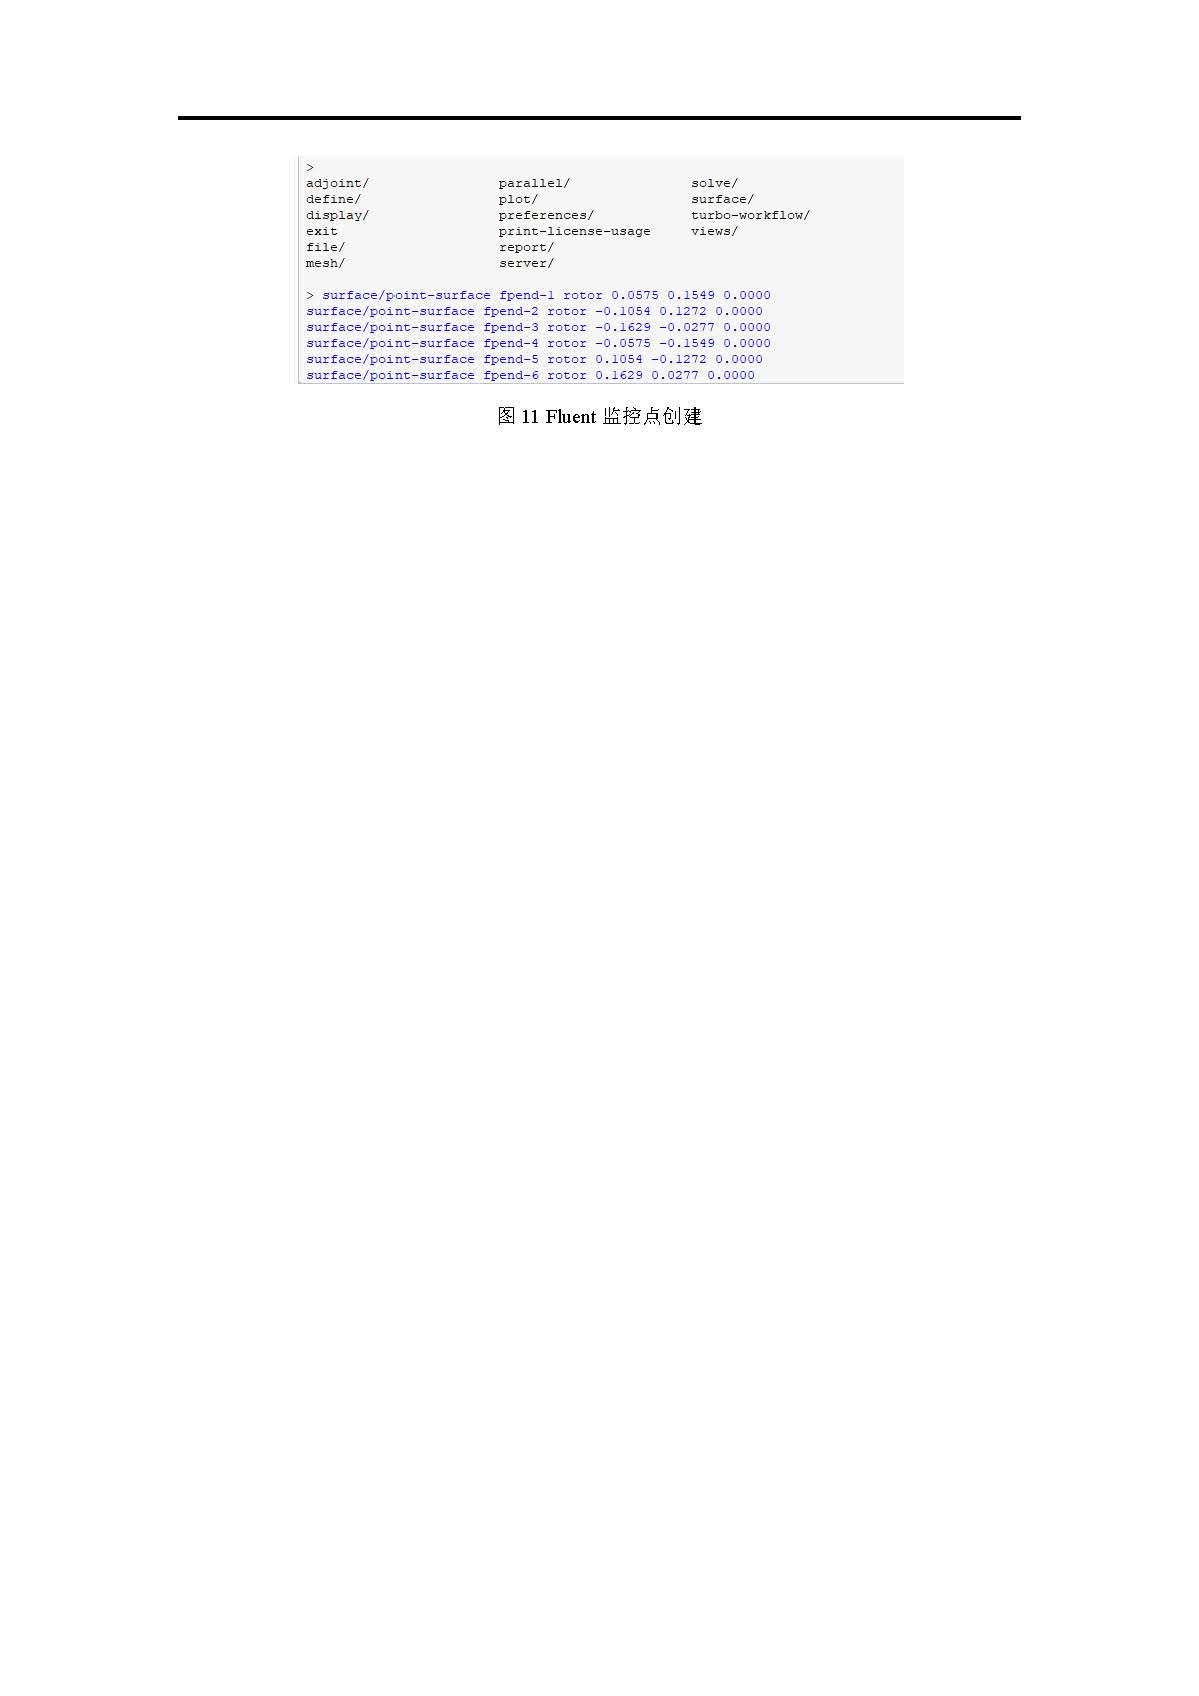 >
adjoint/ parallel/ solve/
define/ plot/ surface/
display/ preferences/ turbo-workflow/
exit print-license-usage views/
file/ report/
mesh/ server/
> surface/point-surface fpend-1 rotor 0.0575 0.1549 0.0000
surface/point-surface fpend-2 rotor -0.1054 0.1272 0.0000
surface/point-surface fpend-3 rotor -0.1629 -0.0277 0.0000
surface/point-surface fpend-4 rotor -0.0575 -0.1549 0.0000
surface/point-surface fpend-5 rotor 0.1054 -0.1272 0.0000
surface/point-surface fpend-6 rotor 0.1629 0.0277 0.0000
图 11 Fluent 监控点创建